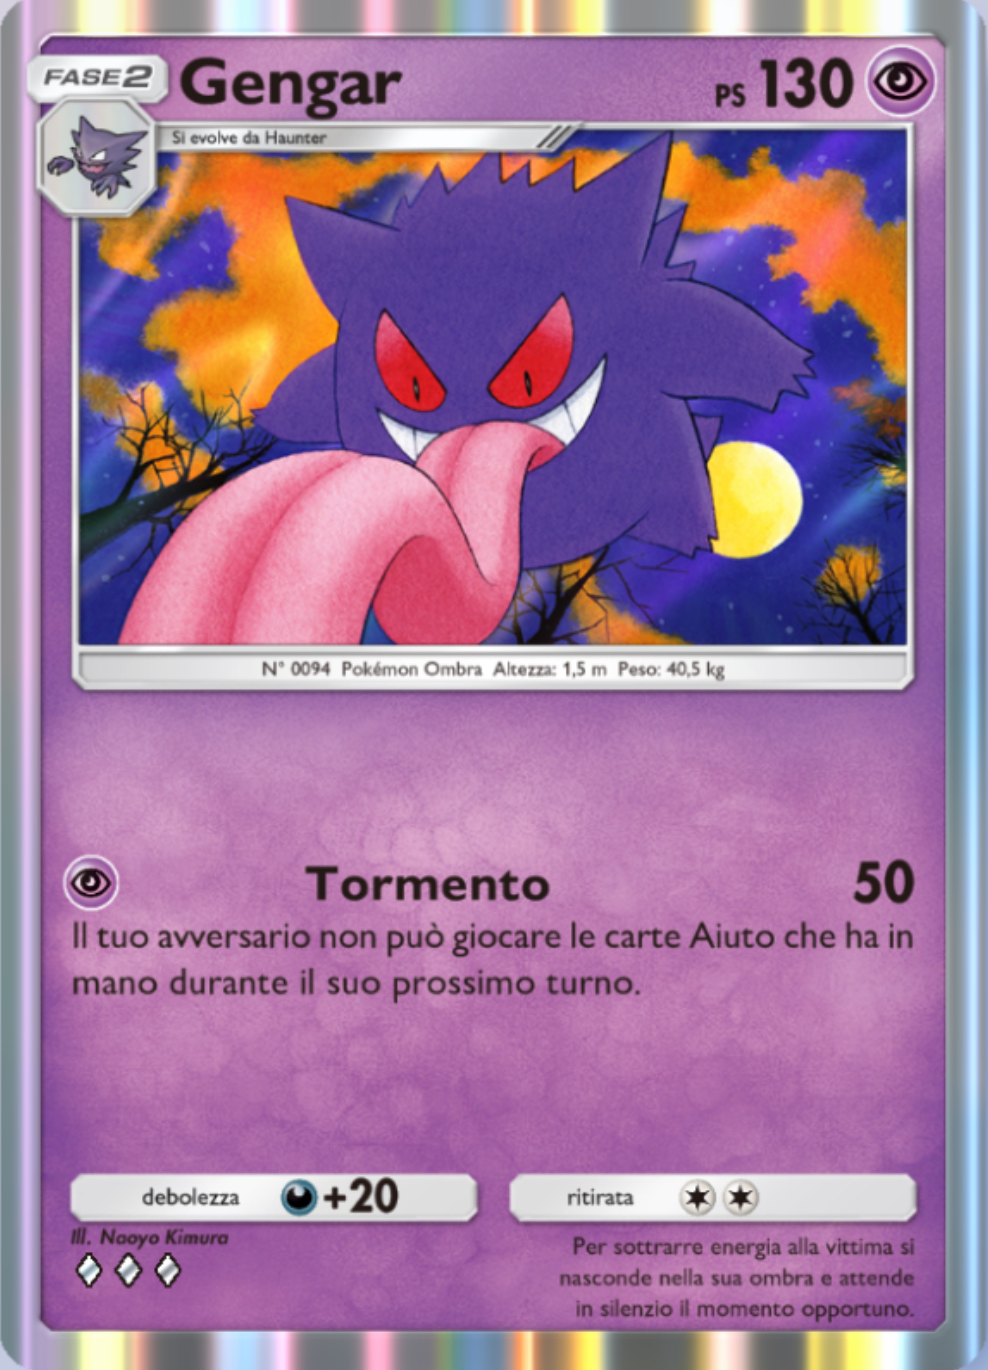 FASE 2
Gengar
PS 130
Si evolve da Haunter
N° 0094 Pokémon Ombra Altezza: 1,5 m Peso: 40,5 kg
Tormento 50
Il tuo avversario non può giocare le carte Aiuto che ha in
mano durante il suo prossimo turno.
debolezza +20
ritirata
Ill. Naoyo Kimura
Per sottrarre energia alla vittima si
nasconde nella sua ombra e attende
in silenzio il momento opportuno.